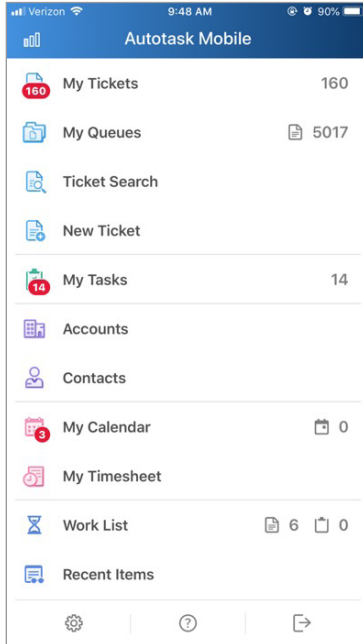 Verizon 9:48 AM 90%
Autotask Mobile
160 My Tickets 160
My Queues 5017
Ticket Search
New Ticket
14 My Tasks 14
Accounts
Contacts
3 My Calendar 0
My Timesheet
Work List 6 0
Recent Items
?